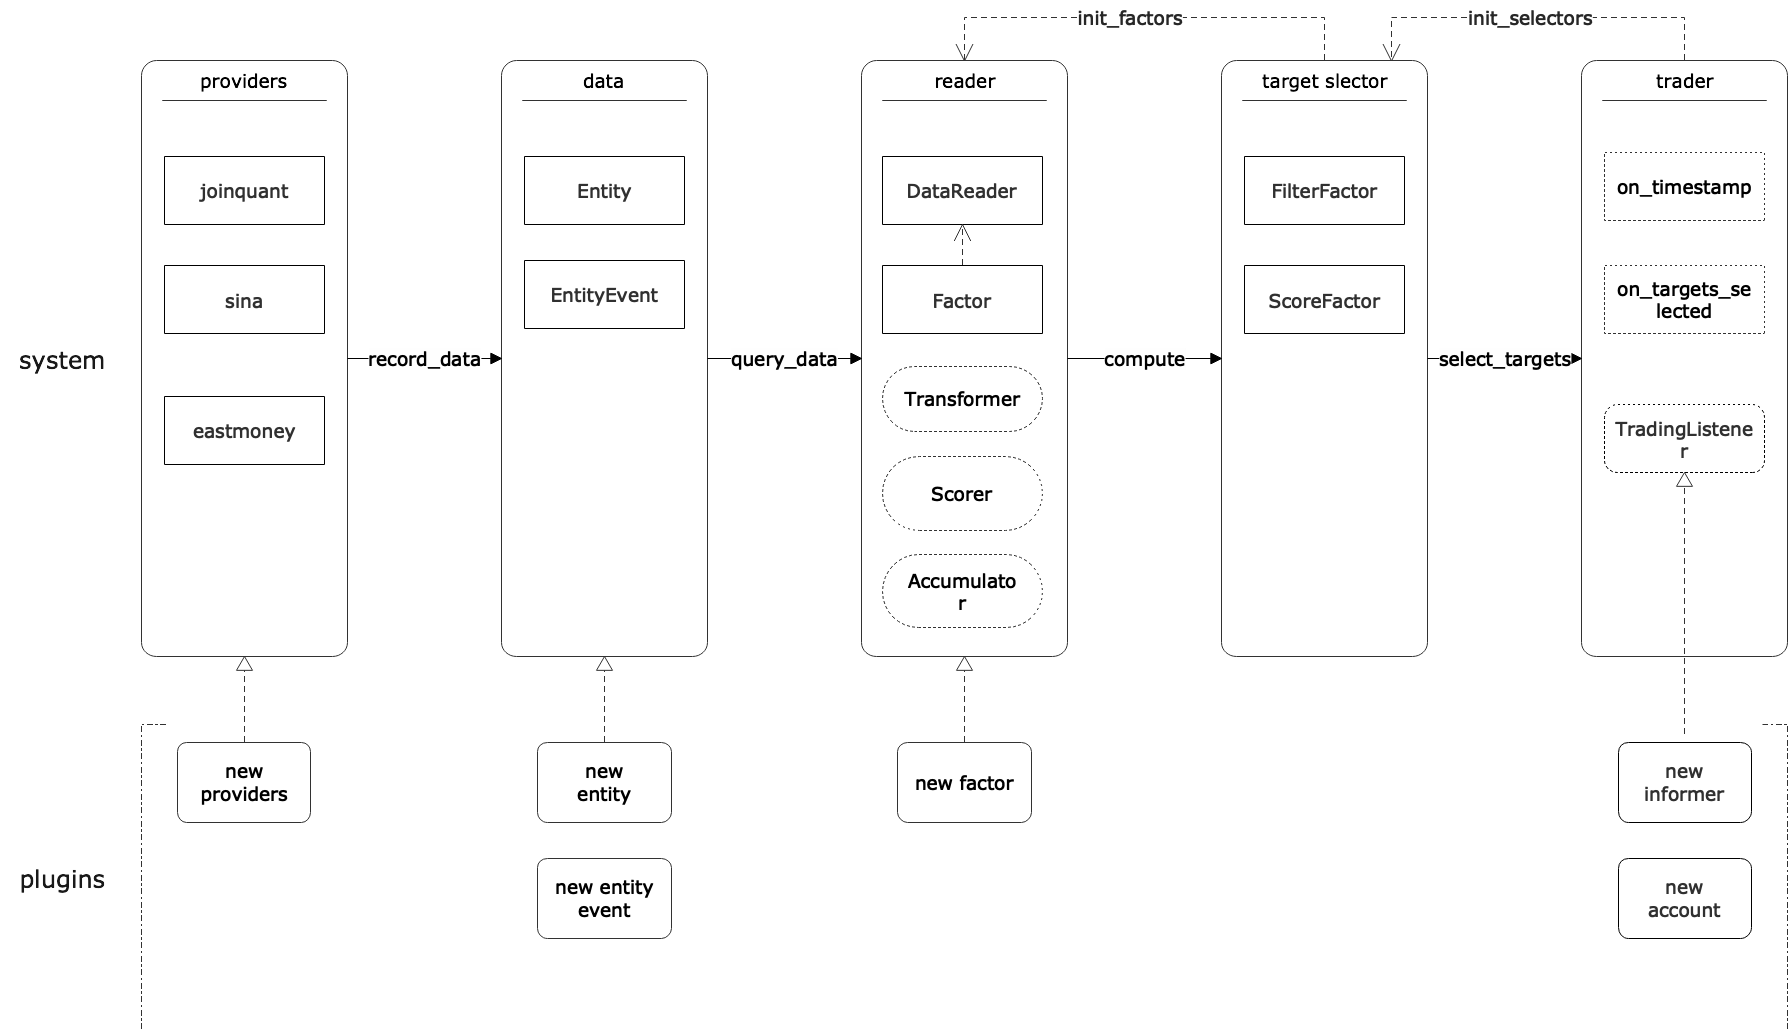 init_factors
init_selectors
providers
data
reader
target slector
trader
joinquant
Entity
DataReader
FilterFactor
on_timestamp
sina
EntityEvent
Factor
ScoreFactor
on_targets_se
lected
system
record_data
query_data
compute
select_targets
Transformer
eastmoney
TradingListene
r
Scorer
Accumulato
r
new
providers
new
entity
new factor
new
informer
plugins
new entity
event
new
account